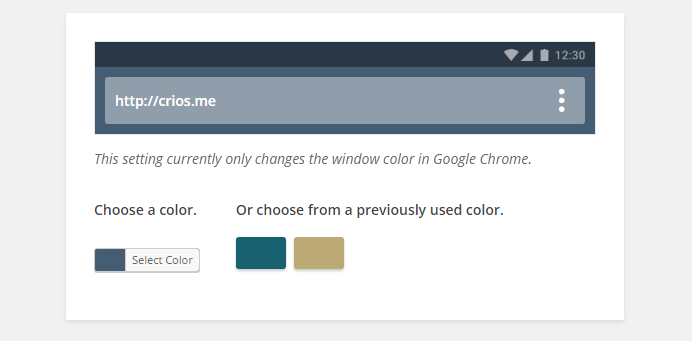 12:30
http://crios.me
This setting currently only changes the window color in Google Chrome.
Choose a color.
Or choose from a previously used color.
Select Color